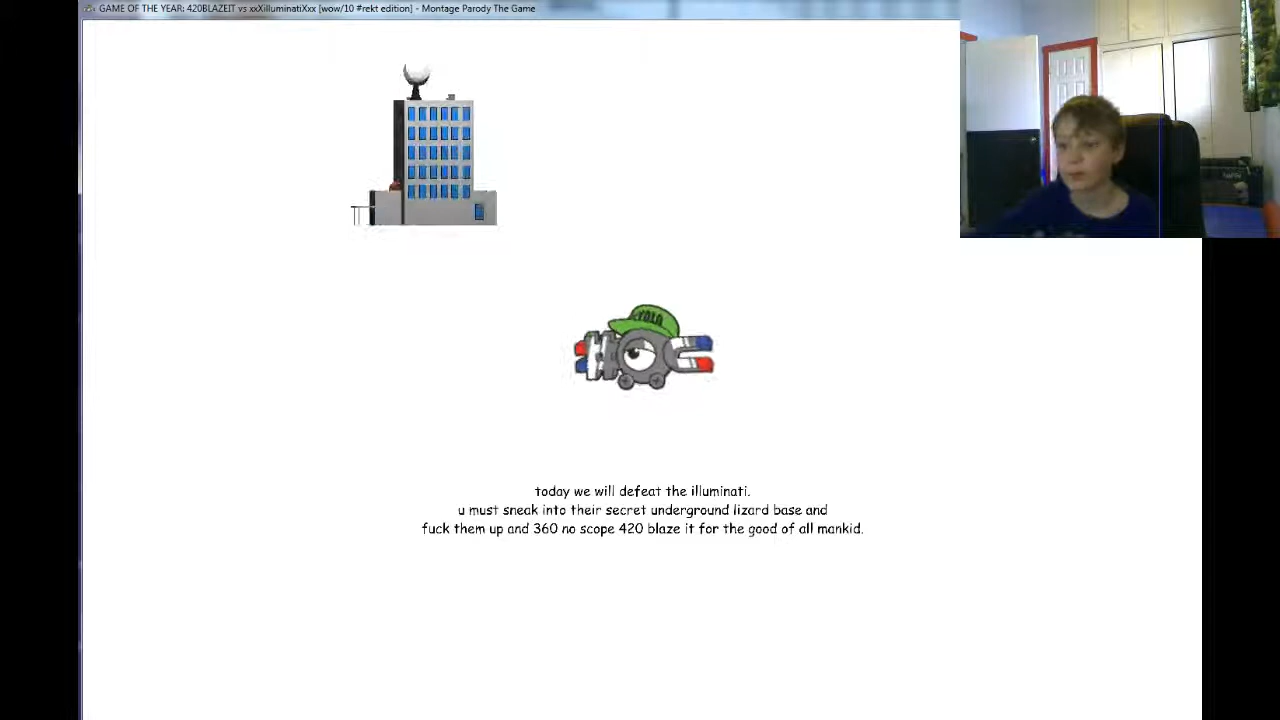 GAME OF THE YEAR: 420BLAZEIT vs xxXilluminatiXxx [wow/10 #rekt edition] - Montage Parody The Game
YOLO
today we will defeat the illuminati.
u must sneak into their secret underground lizard base and
fuck them up and 360 no scope 420 blaze it for the good of all mankid.